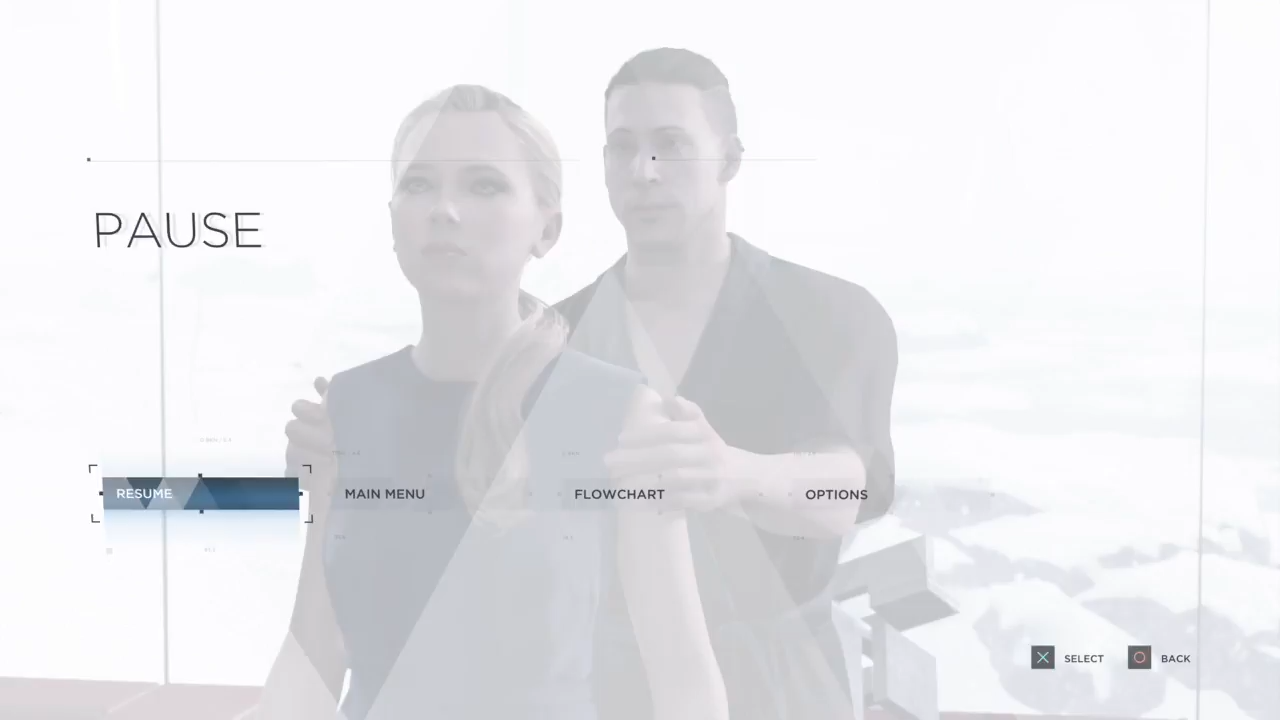 PAUSE
RESUME
MAIN MENU
FLOWCHART
OPTIONS
SELECT
BACK